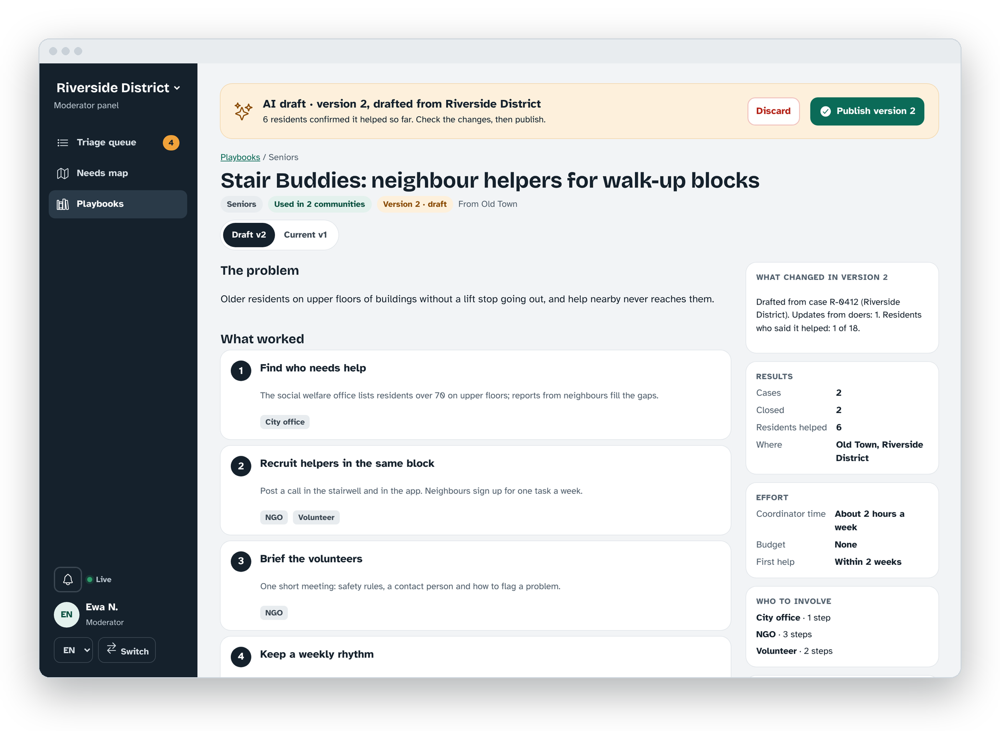 Riverside District
Moderator panel
Triage queue 4
Needs map
Playbooks
Live
EN
Ewa N.
Moderator
EN
Switch
AI draft · version 2, drafted from Riverside District
6 residents confirmed it helped so far. Check the changes, then publish.
Discard
Publish version 2
Playbooks / Seniors
Stair Buddies: neighbour helpers for walk-up blocks
Seniors
Used in 2 communities
Version 2 · draft
From Old Town
Draft v2
Current v1
The problem
Older residents on upper floors of buildings without a lift stop going out, and help nearby never reaches them.
What worked
1 Find who needs help
The social welfare office lists residents over 70 on upper floors; reports from neighbours fill the gaps.
City office
2 Recruit helpers in the same block
Post a call in the stairwell and in the app. Neighbours sign up for one task a week.
NGO Volunteer
3 Brief the volunteers
One short meeting: safety rules, a contact person and how to flag a problem.
NGO
4 Keep a weekly rhythm
WHAT CHANGED IN VERSION 2
Drafted from case R-0412 (Riverside
District). Updates from doers: 1. Residents
who said it helped: 1 of 18.
RESULTS
Cases 2
Closed 2
Residents helped 6
Where Old Town, Riverside
District
EFFORT
Coordinator time About 2 hours a
week
Budget None
First help Within 2 weeks
WHO TO INVOLVE
City office · 1 step
NGO · 3 steps
Volunteer · 2 steps